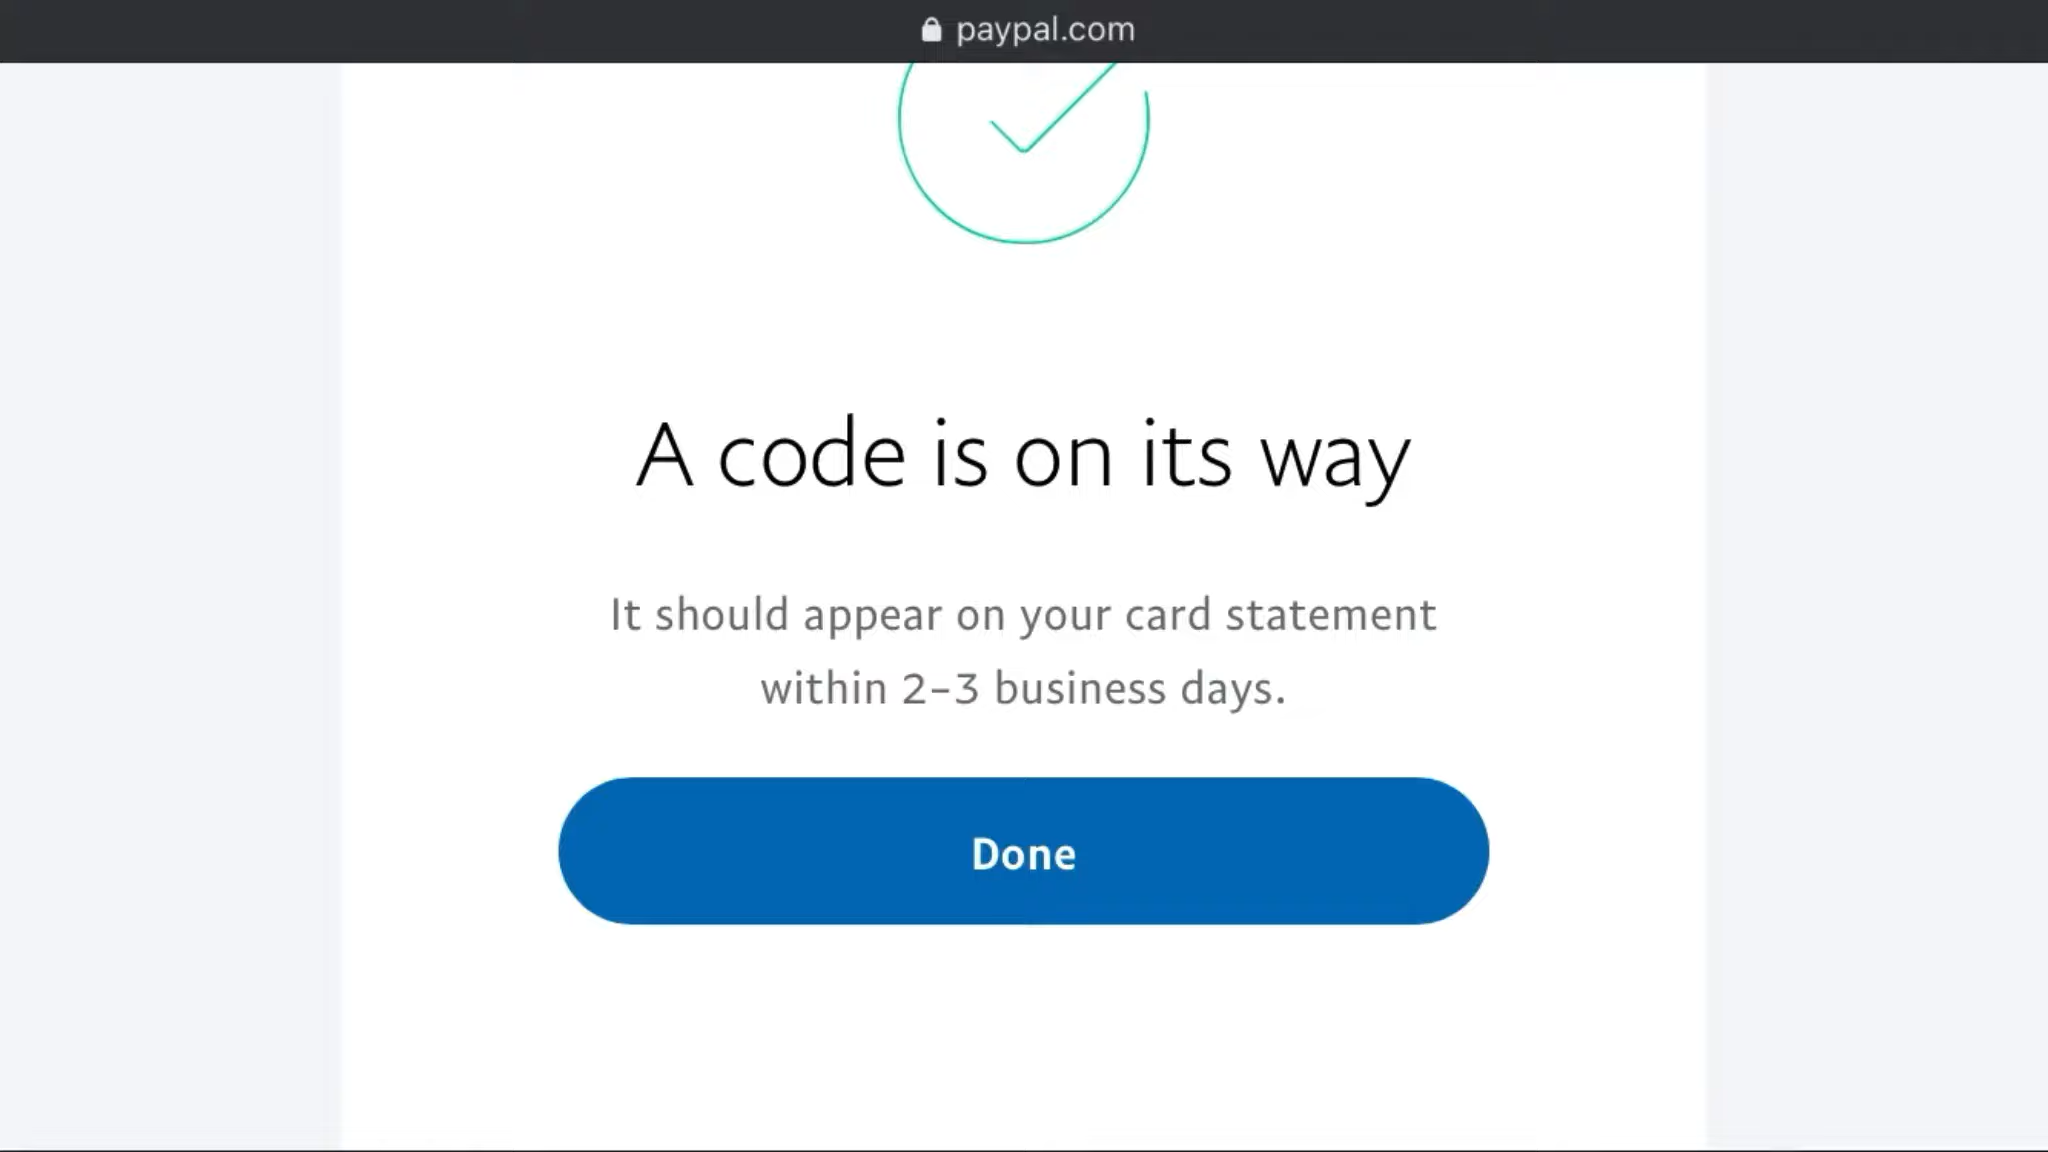 paypal.com
A code is on its way
It should appear on your card statement
within 2-3 business days.
Done